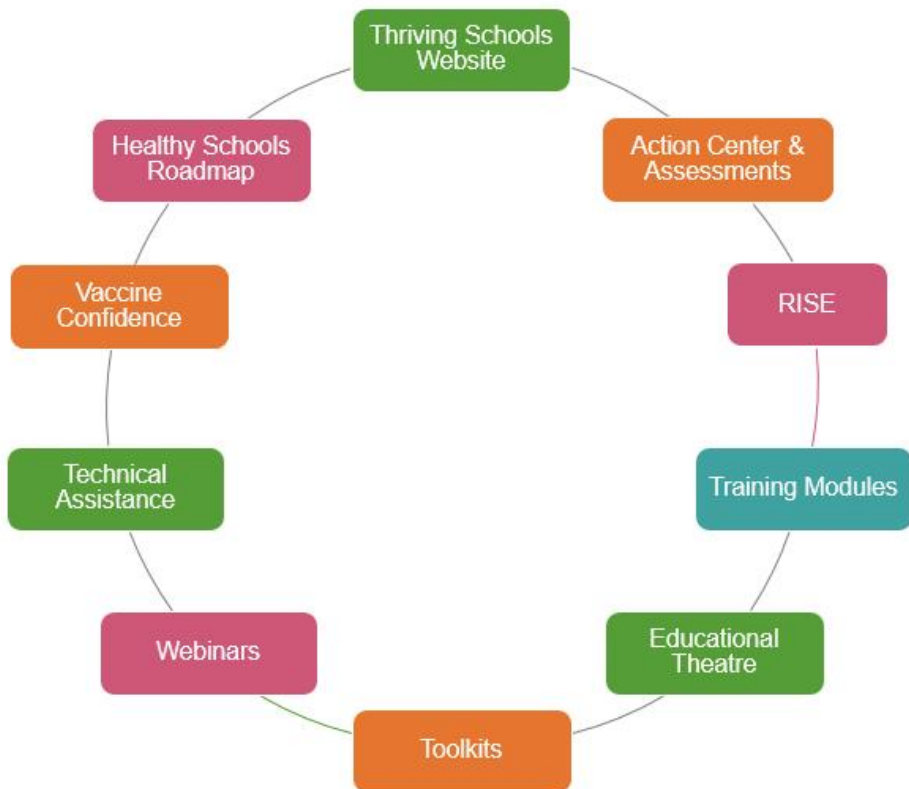 Thriving Schools
Website
Action Center &
Assessments
RISE
Training Modules
Educational
Theatre
Toolkits
Webinars
Technical
Assistance
Vaccine
Confidence
Healthy Schools
Roadmap